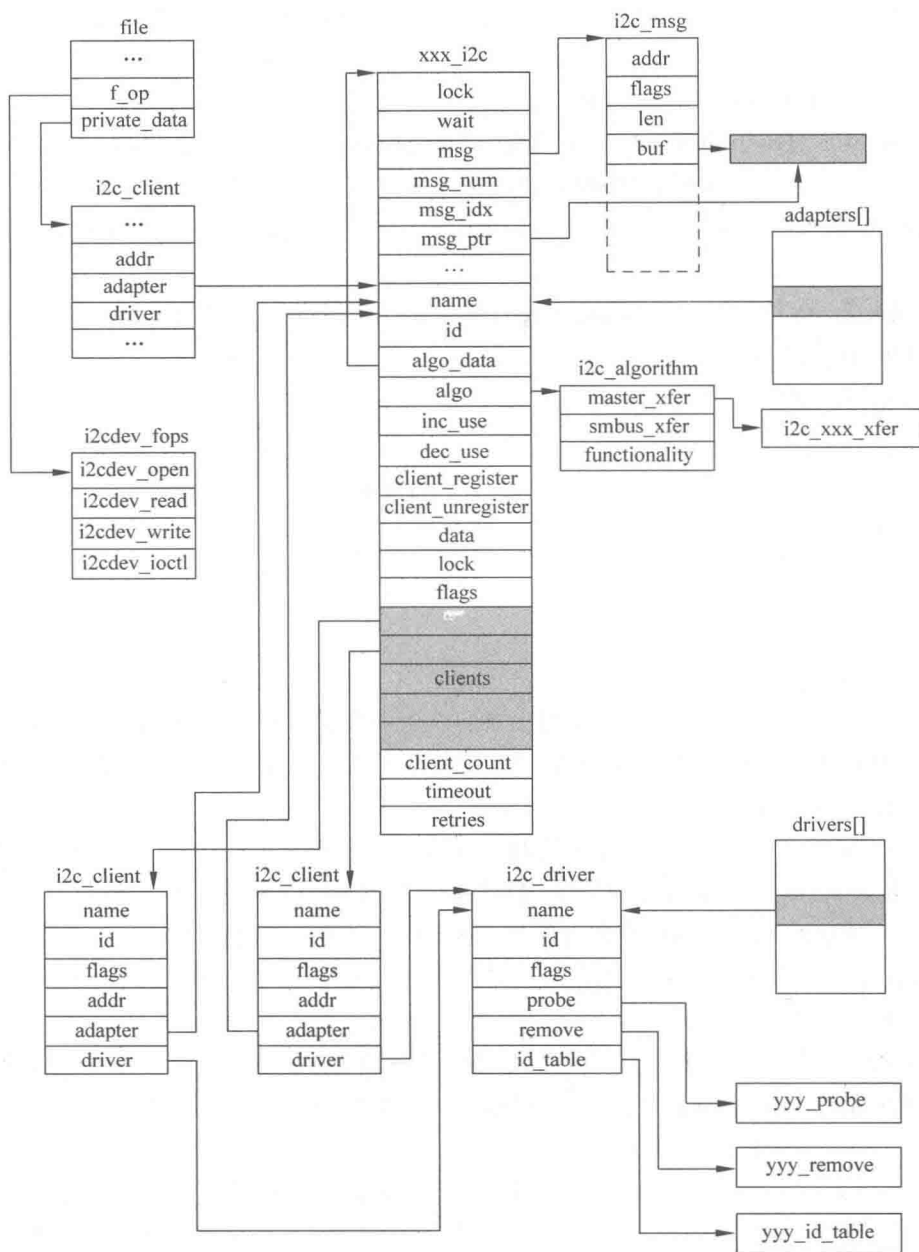 file
...
f_op
private_data
i2c_client
...
addr
adapter
driver
...
i2cdev_fops
i2cdev_open
i2cdev_read
i2cdev_write
i2cdev_ioctl
xxx_i2c
lock
wait
msg
msg_num
msg_idx
msg_ptr
...
name
id
algo_data
algo
inc_use
dec_use
client_register
client_unregister
data
lock
flags
clients
client_count
timeout
retries
i2c_msg
addr
flags
len
buf
adapters[]
i2c_algorithm
master_xfer
smbus_xfer
functionality
i2c_xxx_xfer
i2c_client
name
id
flags
addr
adapter
driver
i2c_client
name
id
flags
addr
adapter
driver
i2c_driver
name
id
flags
probe
remove
id_table
drivers[]
yyy_probe
yyy_remove
yyy_id_table